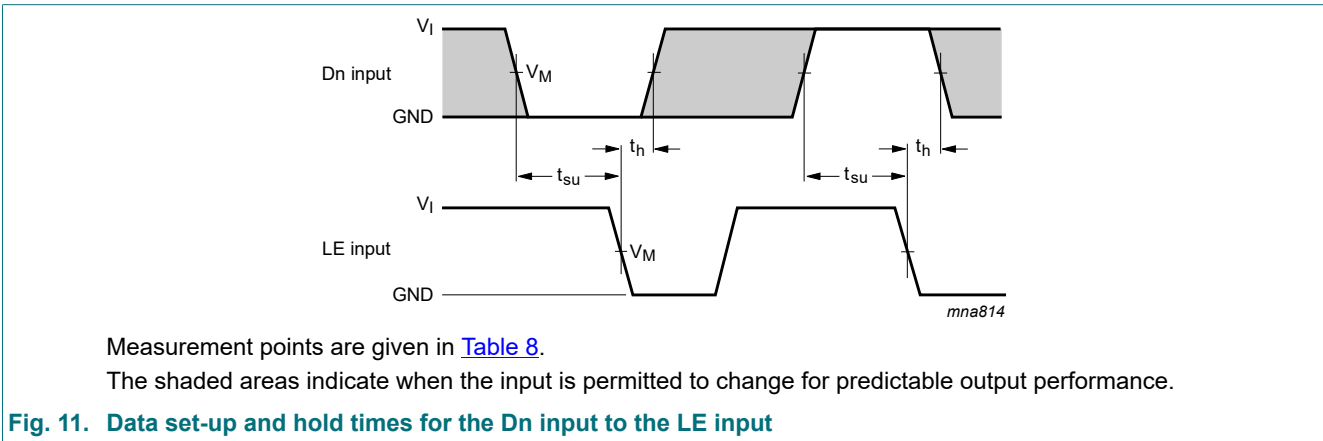 V_I
Dn input
V_M
GND
t_h t_h
t_su t_su
V_I
LE input
V_M
GND
mna814
Measurement points are given in Table 8.
The shaded areas indicate when the input is permitted to change for predictable output performance.
Fig. 11. Data set-up and hold times for the Dn input to the LE input